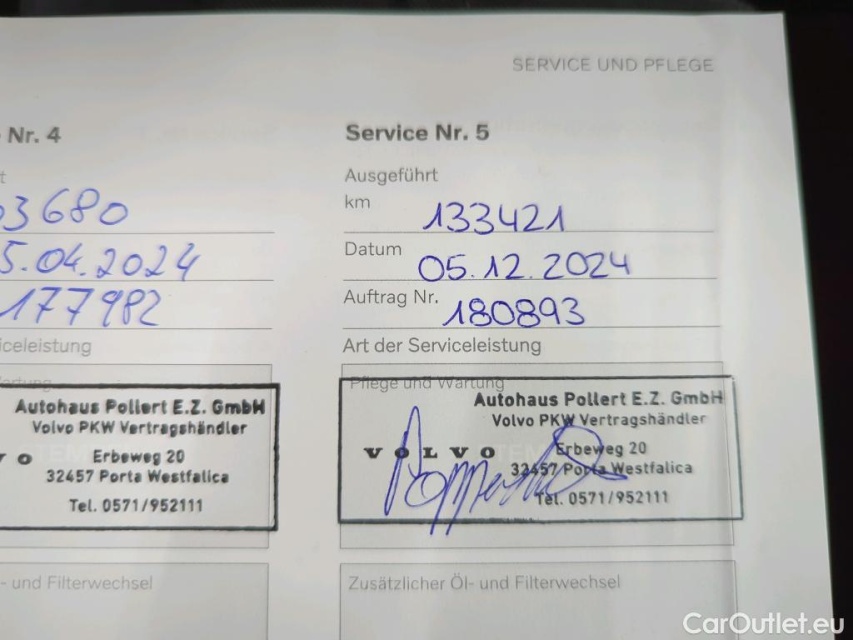 SERVICE UND PFLEGE
Nr. 4
3680
5.04.2024
177982
iceleistung
Autohaus Pollert E.Z. GmbH
Volvo PKW Vertragshändler
Erbeweg 20
32457 Porta Westfalica
Tel. 0571/952111
- und Filterwechsel
Service Nr. 5
Ausgeführt
km 133421
Datum 05.12.2024
Auftrag Nr. 180893
Art der Serviceleistung
Pflege und Wartung
Autohaus Pollert E.Z. GmbH
Volvo PKW Vertragshändler
VOLVO Erbeweg 20
32457 Porta Westfalica
Tel. 0571/952111
Zusätzlicher Öl- und Filterwechsel
CarOutlet.eu